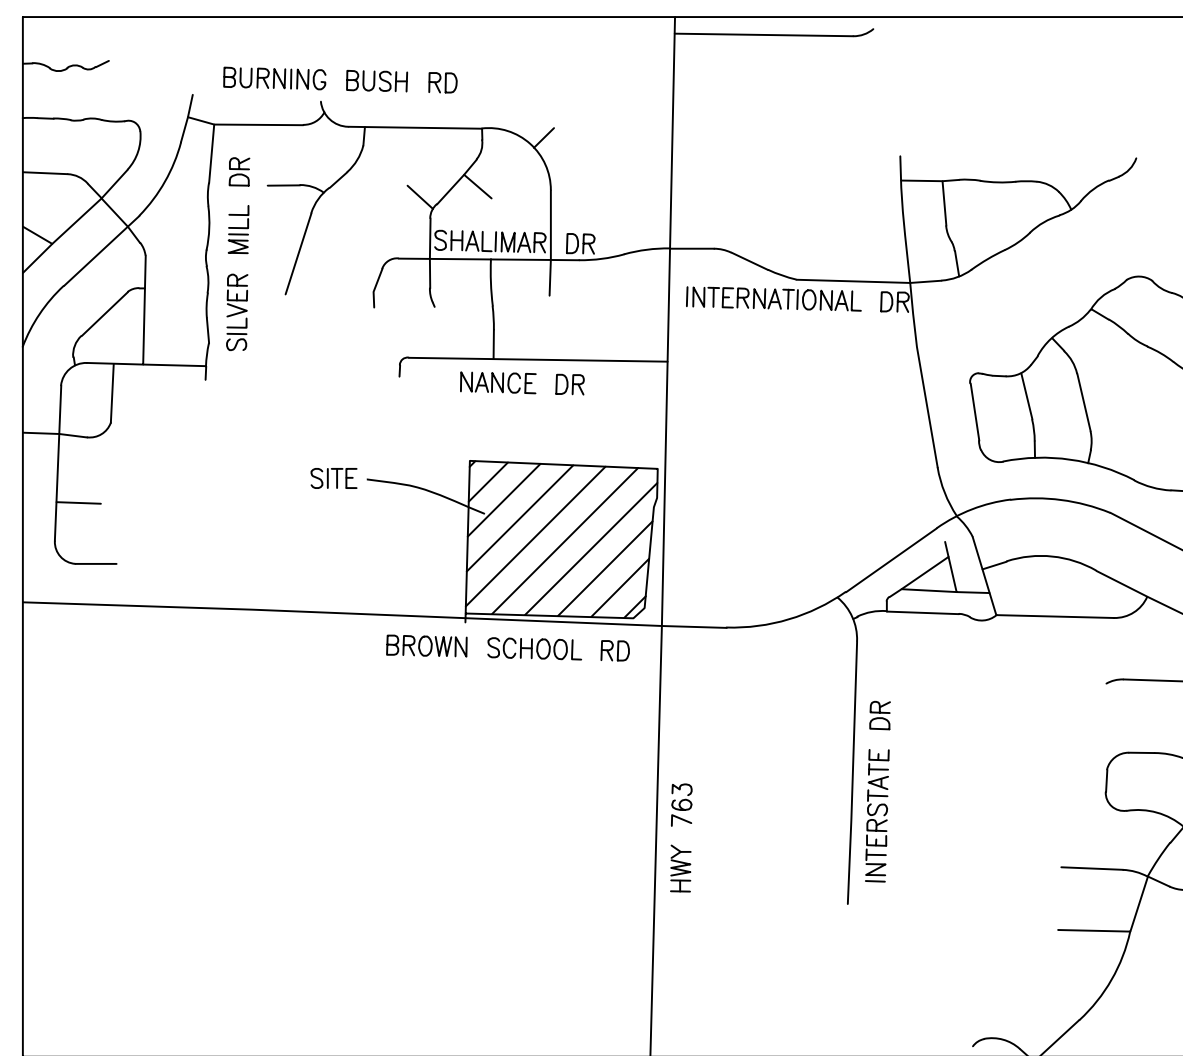 BURNING BUSH RD
SILVER MILL DR
SHALIMAR DR
INTERNATIONAL DR
NANCE DR
SITE
BROWN SCHOOL RD
INTERSTATE DR
HWY 763